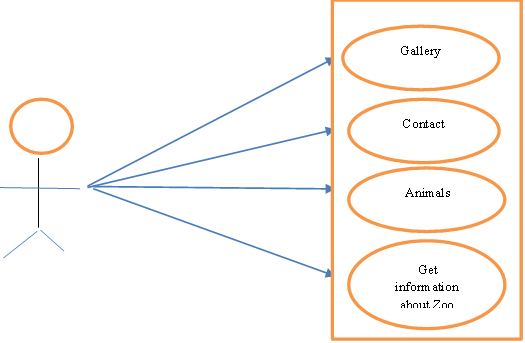 Gallery
Contact
Animals
Get
information
about Zoo